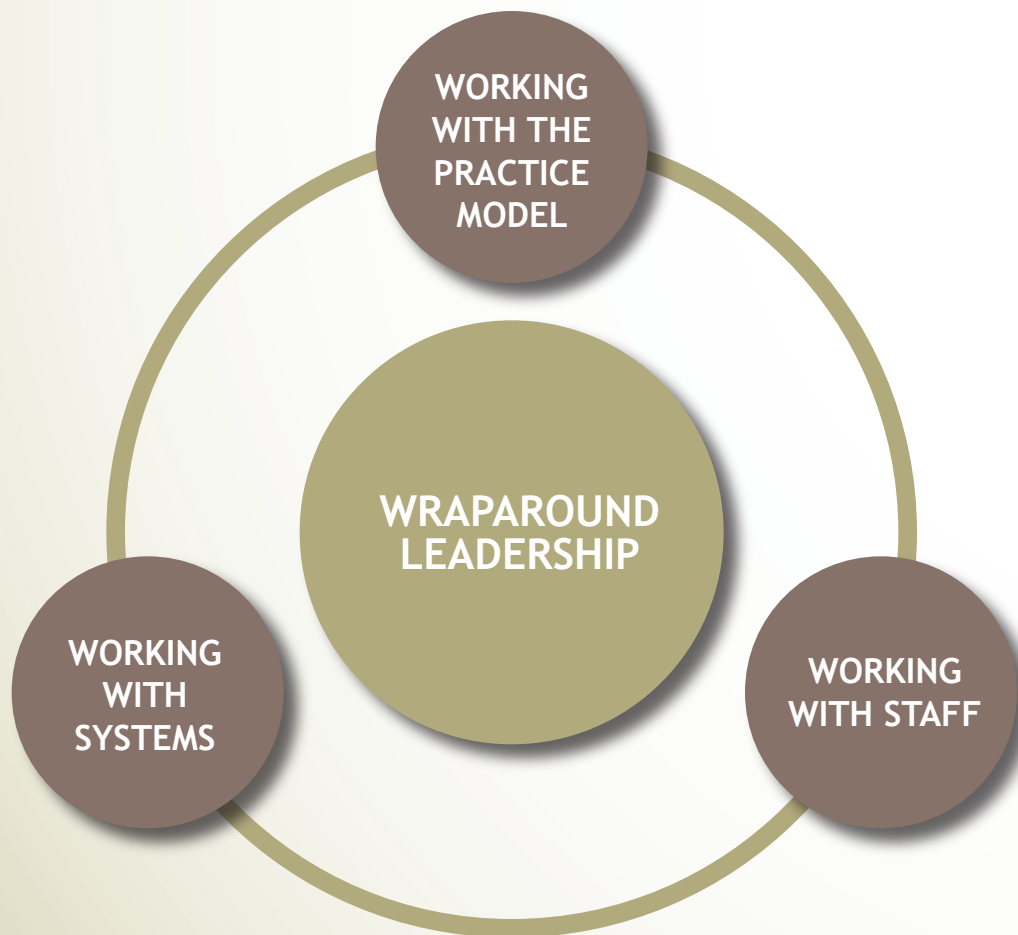 WORKING
WITH THE
PRACTICE
MODEL
WRAPAROUND
LEADERSHIP
WORKING
WITH
SYSTEMS
WORKING
WITH STAFF